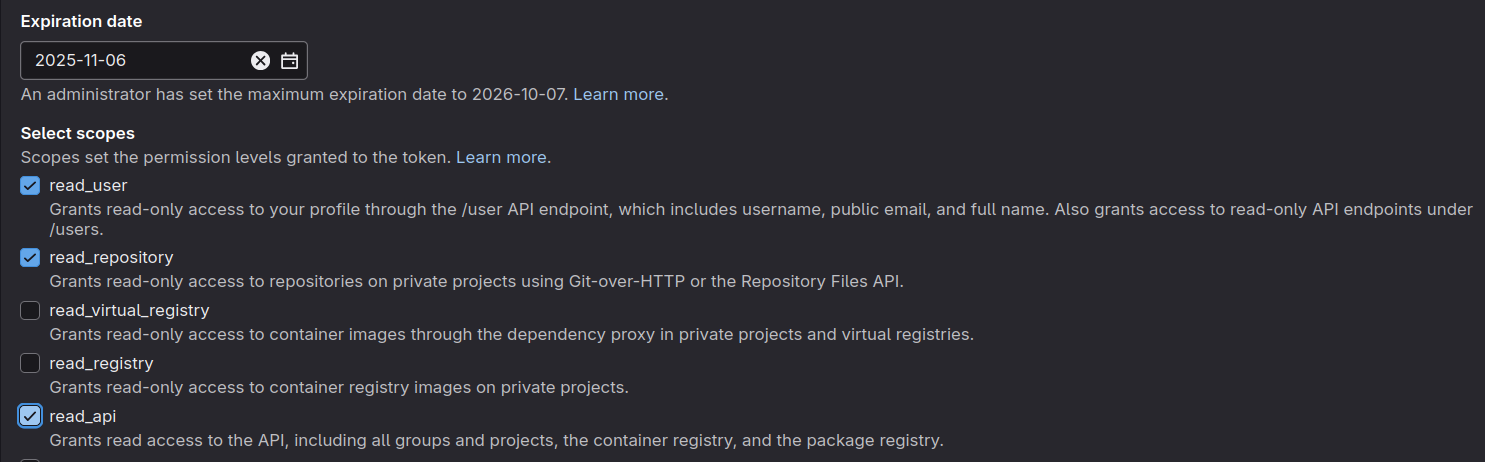 Expiration date
2025-11-06
An administrator has set the maximum expiration date to 2026-10-07. Learn more.
Select scopes
Scopes set the permission levels granted to the token. Learn more.
read_user
Grants read-only access to your profile through the /user API endpoint, which includes username, public email, and full name. Also grants access to read-only API endpoints under
/users.
read_repository
Grants read-only access to repositories on private projects using Git-over-HTTP or the Repository Files API.
read_virtual_registry
Grants read-only access to container images through the dependency proxy in private projects and virtual registries.
read_registry
Grants read-only access to container registry images on private projects.
read_api
Grants read access to the API, including all groups and projects, the container registry, and the package registry.